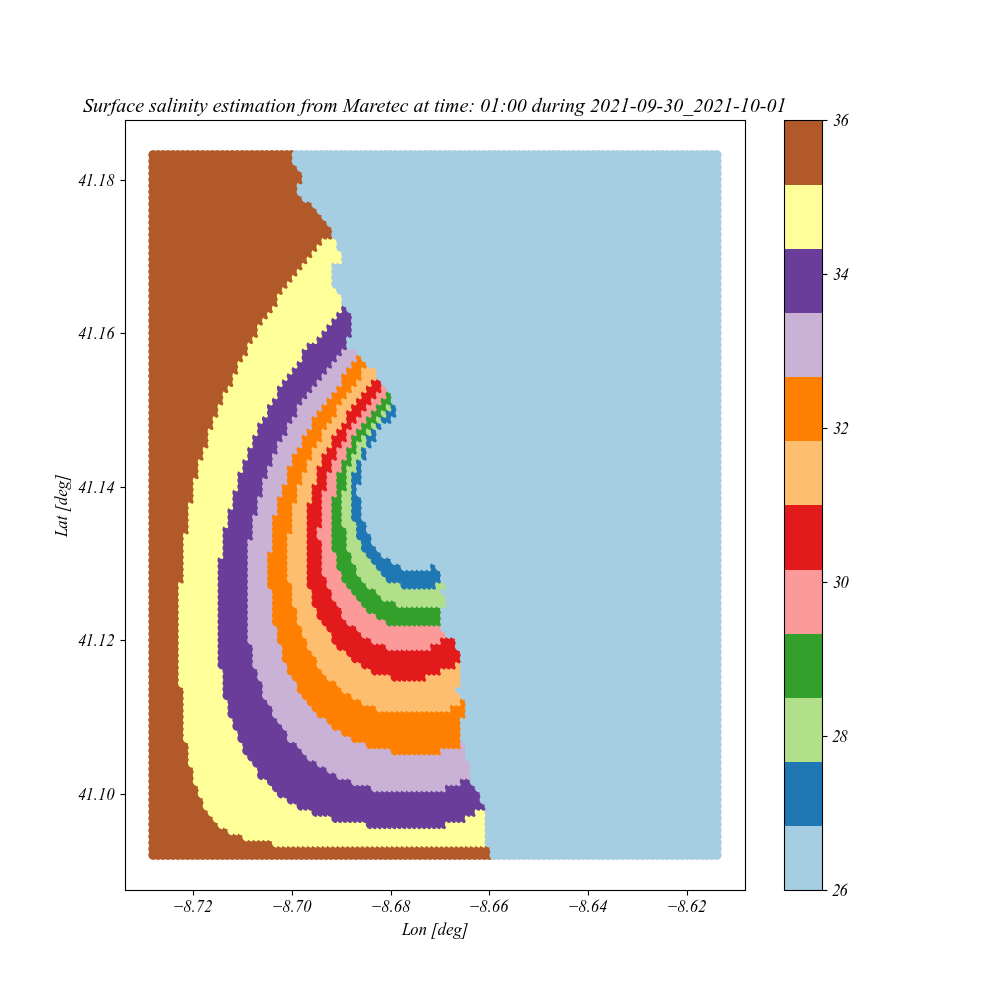 Surface salinity estimation from Maretec at time: 01:00 during 2021-09-30_2021-10-01
36
41.18
34
41.16
32
41.14
Lat [deg]
30
41.12
28
41.10
26
−8.72 −8.70 −8.68 −8.66 −8.64 −8.62
Lon [deg]